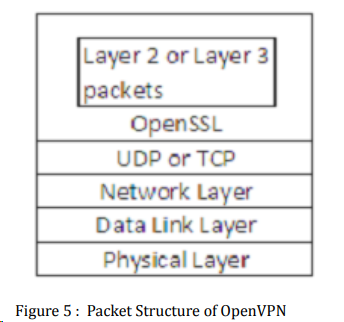 Layer 2 or Layer 3
packets
OpenSSL
UDP or TCP
Network Layer
Data Link Layer
Physical Layer
Figure 5 : Packet Structure of OpenVPN